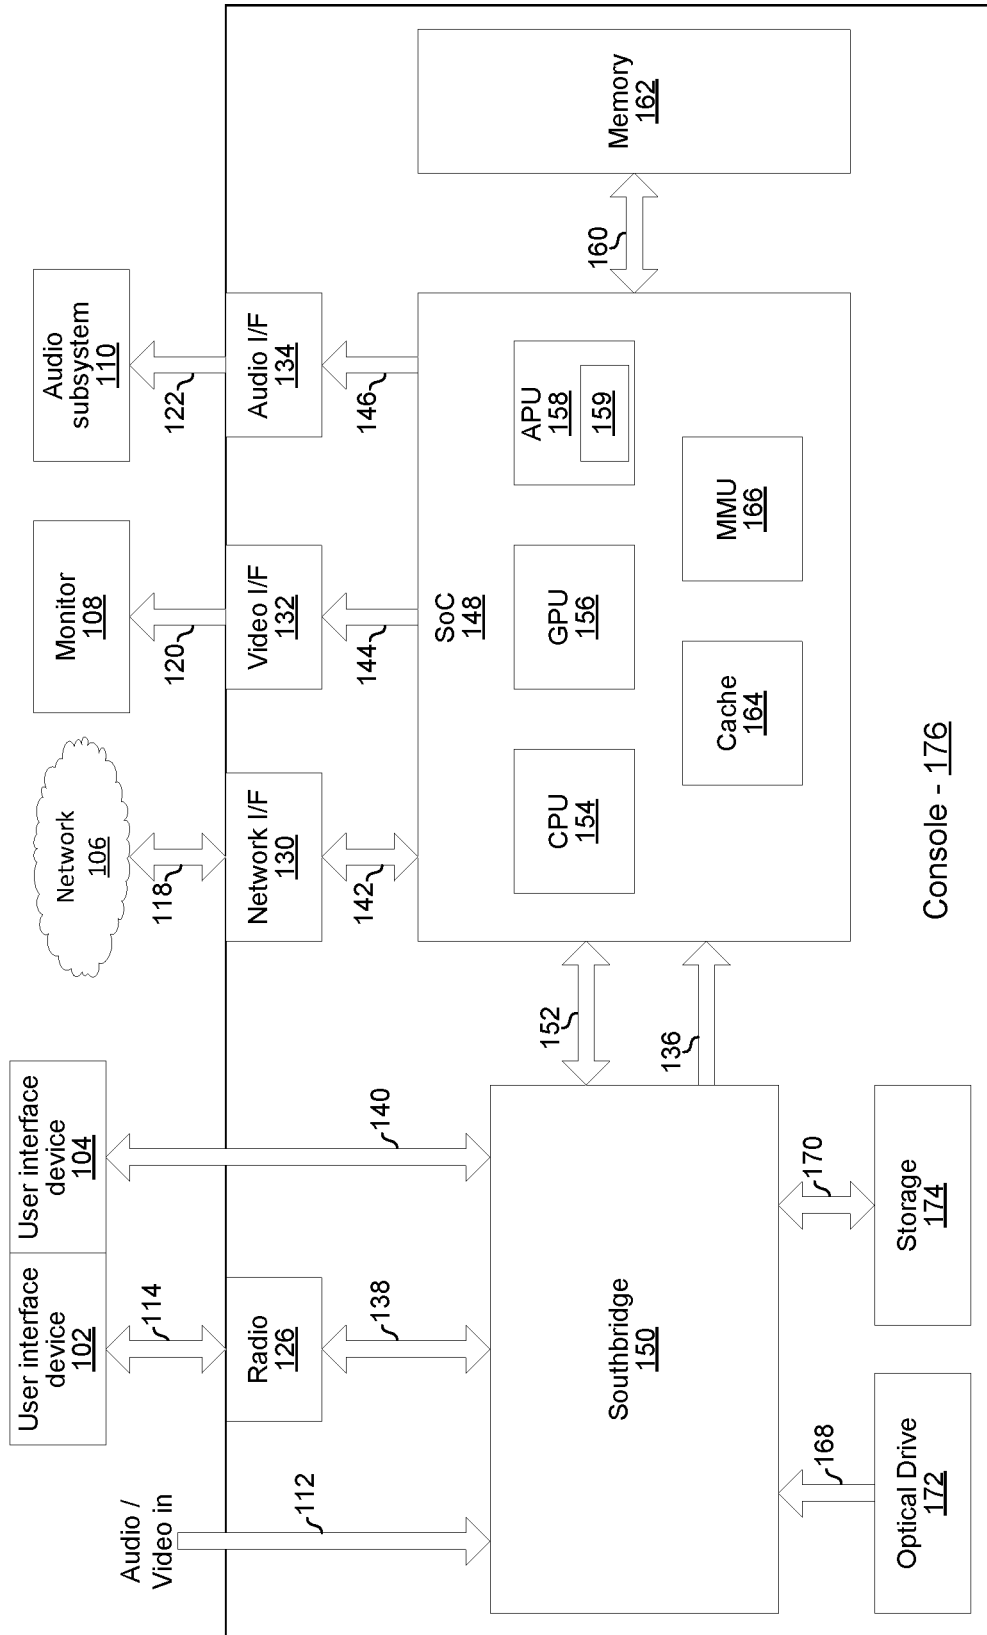 Audio /
Video in
112
User interface
device
102
114
User interface
device
104
140
Network
106
118
Monitor
108
120
Audio
subsystem
110
122
Radio
126
138
Network I/F
130
142
Video I/F
132
144
Audio I/F
134
146
Southbridge
150
152
136
SoC
148
CPU
154
GPU
156
APU
158
159
Cache
164
MMU
166
160
Memory
162
168
Optical Drive
172
170
Storage
174
Console - 176